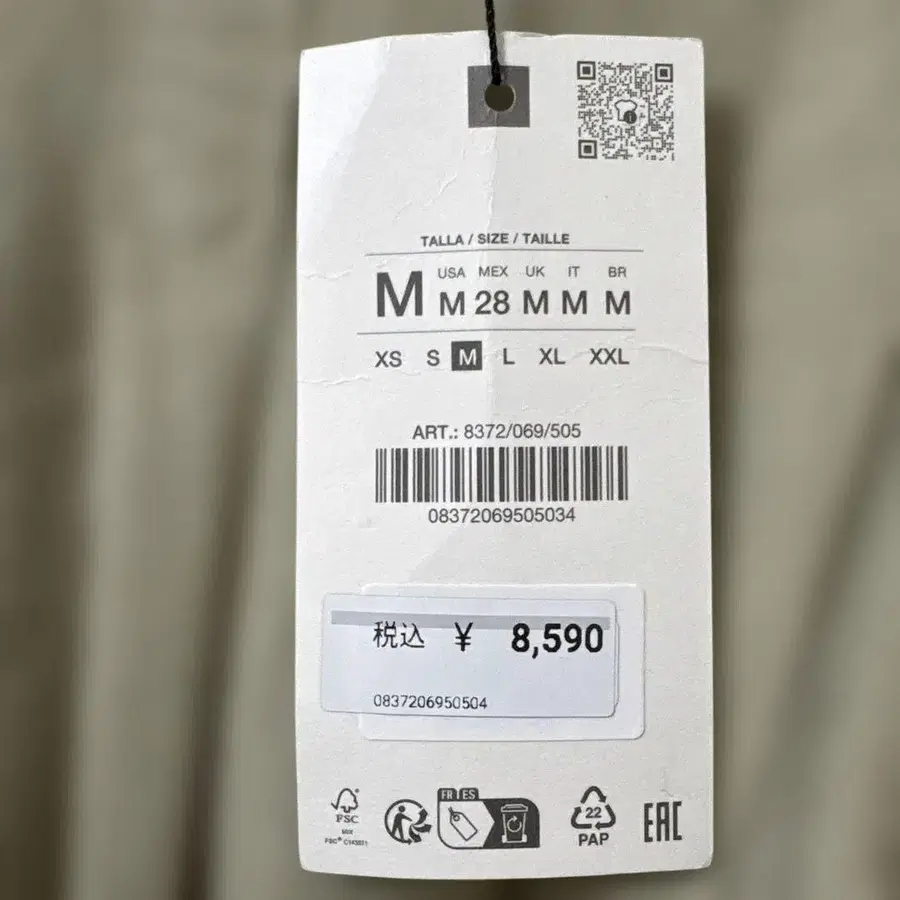 TALLA / SIZE / TAILLE
USA MEX UK IT BR
M M 28 M M M
XS S M L XL XXL
ART.: 8372/069/505
08372069505034
税込 ¥ 8,590
0837206950504
FR ES
FSC
MIX
22
PAP
EAC